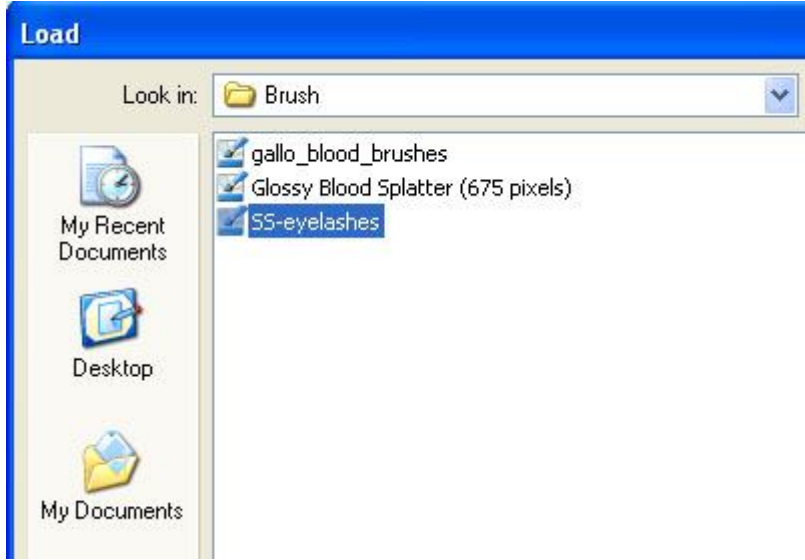 Load
Look in:
Brush
gallo_blood_brushes
Glossy Blood Splatter (675 pixels)
SS-eyelashes
My Recent
Documents
Desktop
My Documents